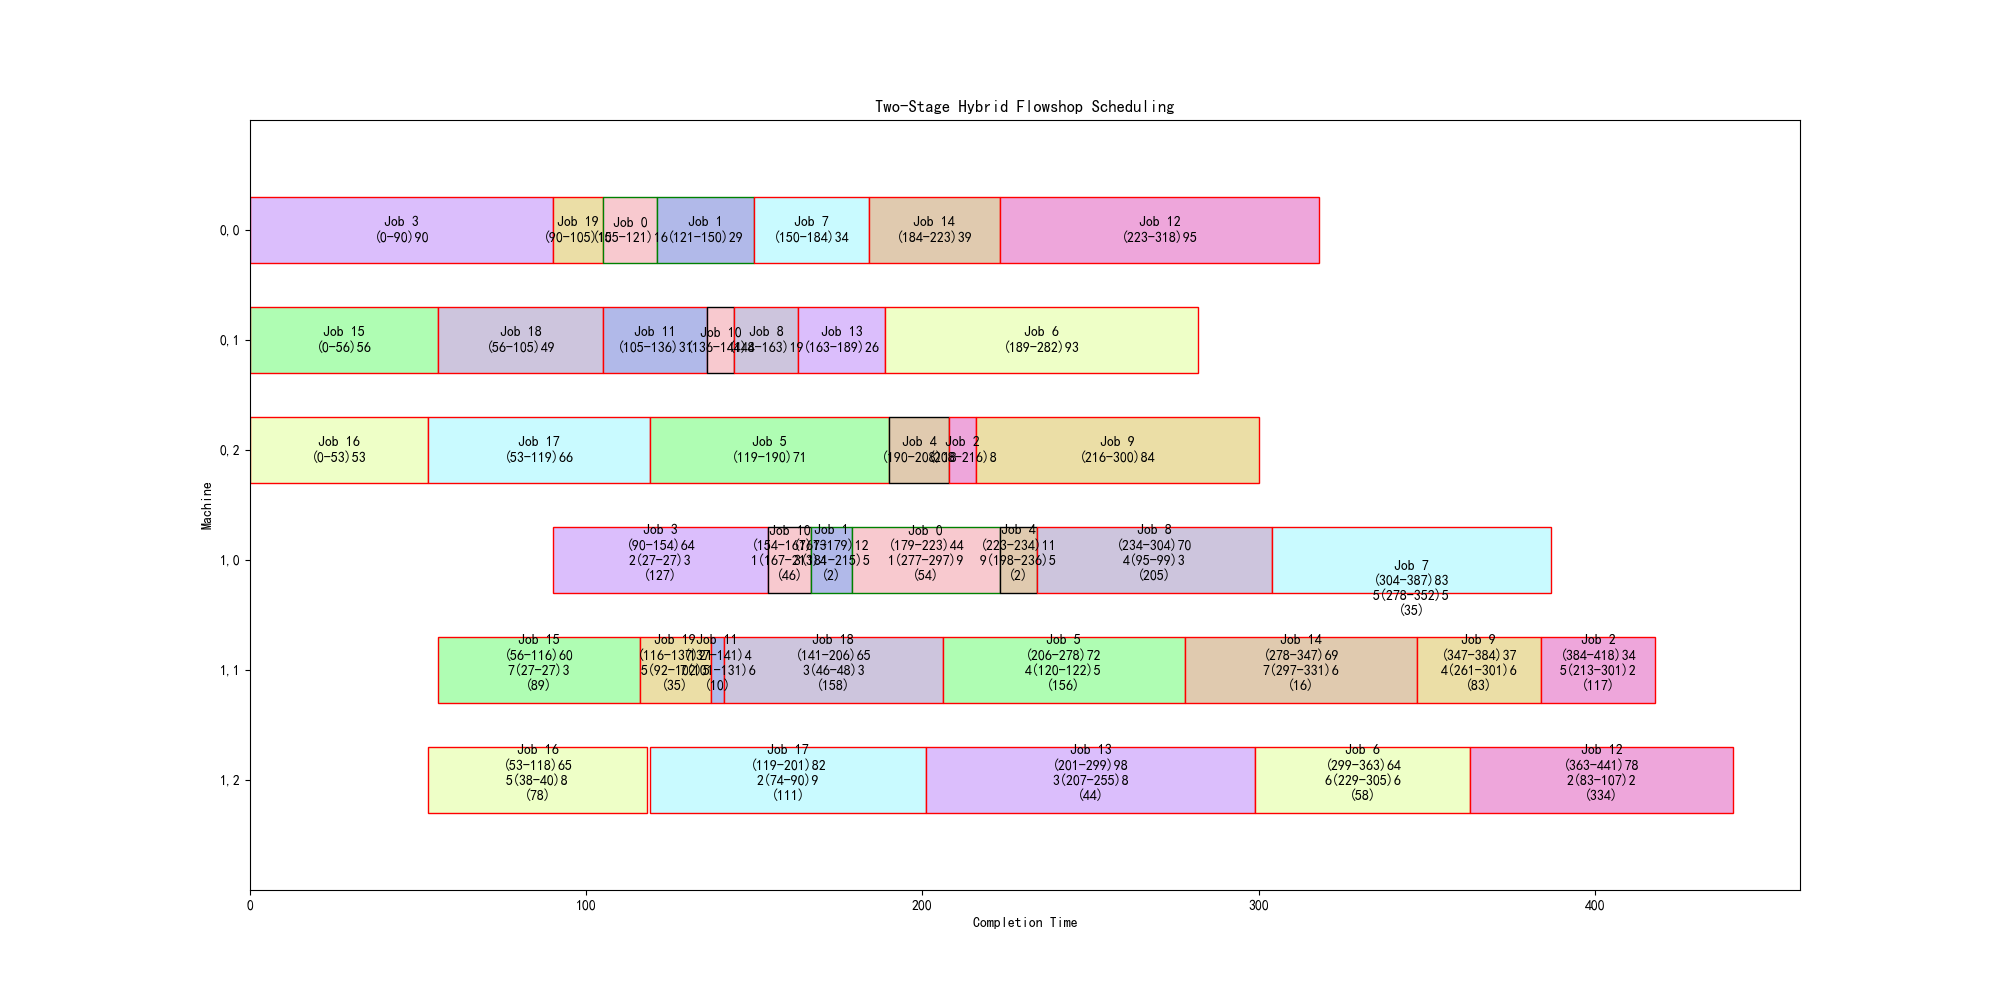 Two-Stage Hybrid Flowshop Scheduling
Machine
0,0
Job 3
(0-90)90
Job 19
(90-105)15
Job 0
(105-121)16
Job 1
(121-150)29
Job 7
(150-184)34
Job 14
(184-223)39
Job 12
(223-318)95
0,1
Job 15
(0-56)56
Job 18
(56-105)49
Job 11
(105-136)31
Job 10
(136-144)8
Job 8
(144-163)19
Job 13
(163-189)26
Job 6
(189-282)93
0,2
Job 16
(0-53)53
Job 17
(53-119)66
Job 5
(119-190)71
Job 4
(190-208)18
Job 2
(208-216)8
Job 9
(216-300)84
1,0
Job 3
(90-154)64
2(27-27)3
(127)
Job 10
(154-167)13
(46)
Job 1
(167-179)12
(2)
Job 0
(179-223)44
1(277-297)9
(54)
Job 4
(223-234)11
9(198-236)5
(2)
Job 8
(234-304)70
4(95-99)3
(205)
Job 7
(304-387)83
5(278-352)5
(35)
1,1
Job 15
(56-116)60
7(27-27)3
(89)
Job 19
(116-137)21
(35)
Job 11
(137-141)4
(10)
Job 18
(141-206)65
3(46-48)3
(158)
Job 5
(206-278)72
4(120-122)5
(156)
Job 14
(278-347)69
7(297-331)6
(16)
Job 9
(347-384)37
4(261-301)6
(83)
Job 2
(384-418)34
5(213-301)2
(117)
1,2
Job 16
(53-118)65
5(38-40)8
(78)
Job 17
(119-201)82
2(74-90)9
(111)
Job 13
(201-299)98
3(207-255)8
(44)
Job 6
(299-363)64
6(229-305)6
(58)
Job 12
(363-441)78
2(83-107)2
(334)
0
100
200
300
400
Completion Time